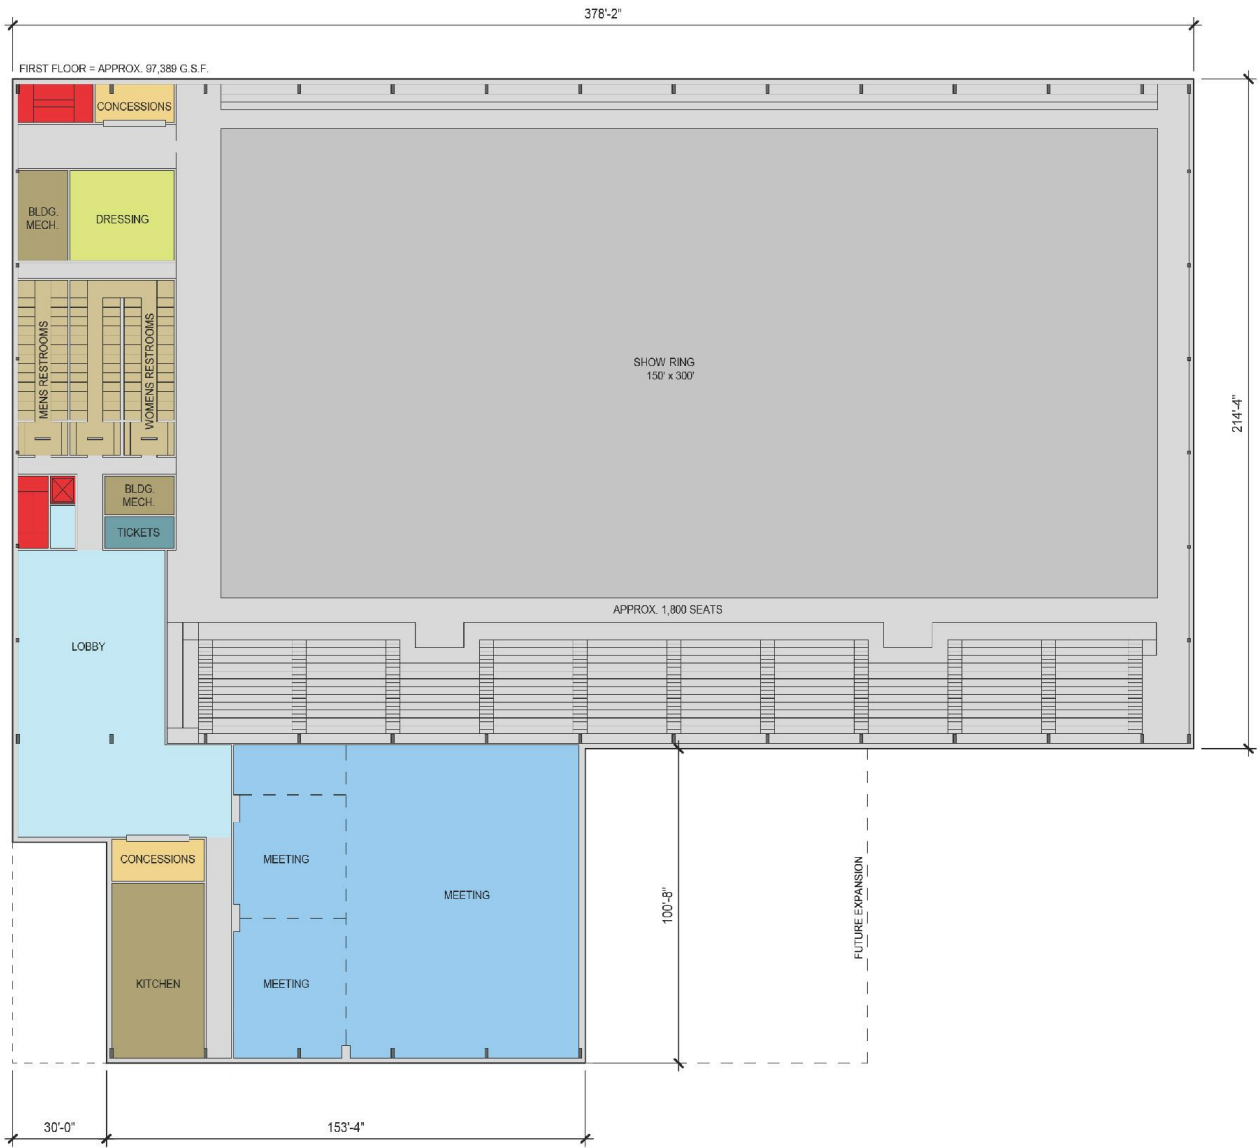 378'-2"
FIRST FLOOR = APPROX. 97,389 G.S.F.
CONCESSIONS
BLDG.
MECH.
DRESSING
MENS RESTROOMS
WOMENS RESTROOMS
SHOW RING
150' x 300'
214'-4"
BLDG.
MECH.
TICKETS
APPROX. 1,800 SEATS
LOBBY
CONCESSIONS
MEETING
MEETING
100'-8"
FUTURE EXPANSION
KITCHEN
MEETING
30'-0"
153'-4"